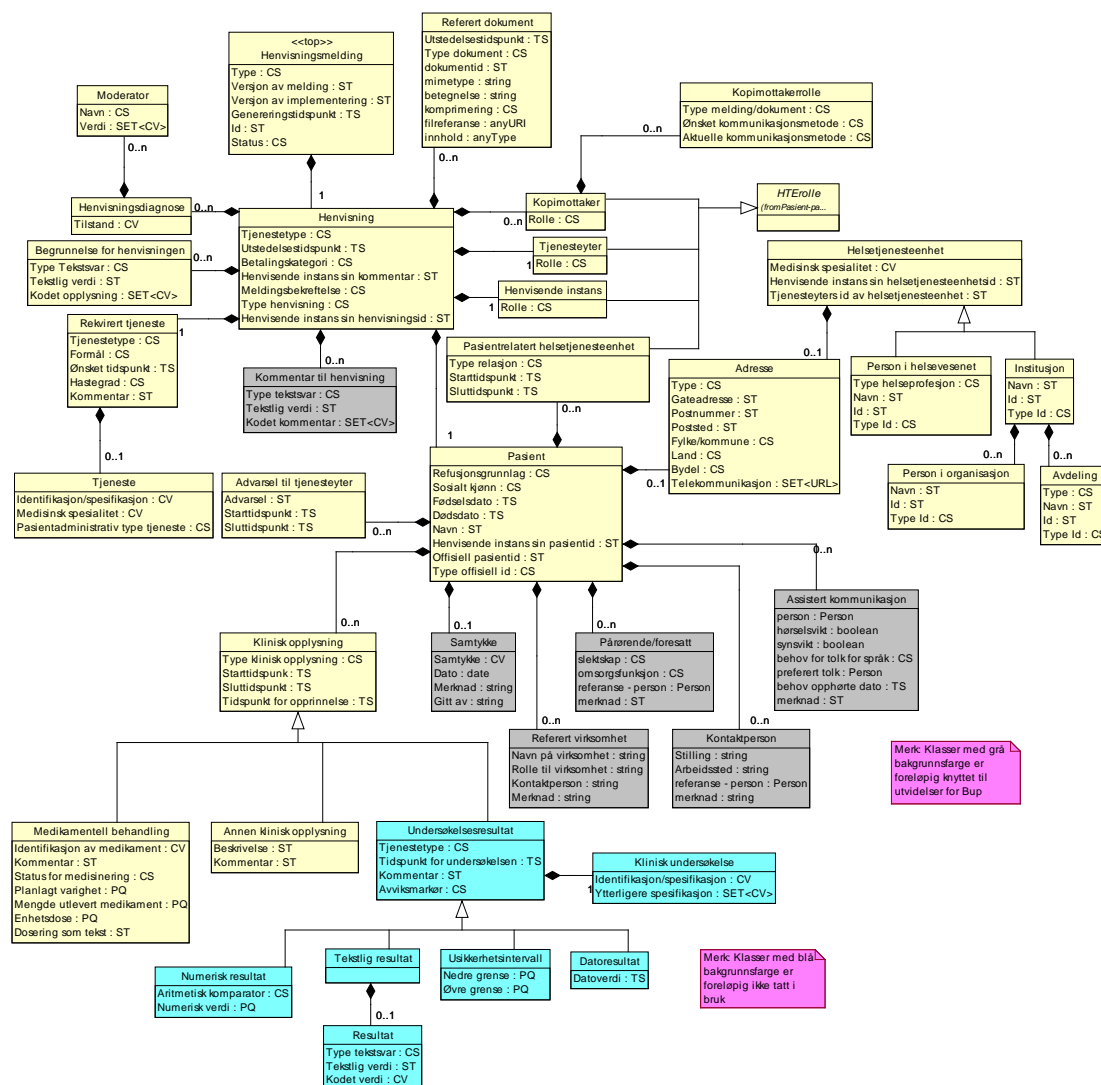 Referert dokument
Utstedelsestidspunkt : TS
Type dokument : CS
dokumentid : ST
mimetype : string
betegnelse : string
komprimering : CS
filreferanse : anyURI
innhold : anyType
0..n
<<top>>
Henvisningsmelding
Type : CS
Versjon av melding : ST
Versjon av implementering : ST
Genereringstidspunkt : TS
Id : ST
Status : CS
1
Moderator
Navn : CS
Verdi : SET<CV>
0..n
Kopimottakerrolle
Type melding/dokument : CS
Ønsket kommunikasjonsmetode : CS
Aktuelle kommunikasjonsmetode : CS
0..n
HTErolle
(fromPasient-pa...
Henvisningsdiagnose
Tilstand : CV
0..n
Henvisning
Tjenestetype : CS
Utstedelsestidspunkt : TS
Betalingskategori : CS
Henvisende instans sin kommentar : ST
Meldingsbekreftelse : CS
Type henvisning : CS
Henvisende instans sin henvisningsid : ST
Kopimottaker
Rolle : CS
0..n
Tjenesteyter
Rolle : CS
1
Henvisende instans
Rolle : CS
1
Begrunnelse for henvisningen
Type Tekstsvar : CS
Tekstlig verdi : ST
Kodet opplysning : SET<CV>
0..n
Helsetjenesteenhet
Medisinsk spesialitet : CV
Henvisende instans sin helsetjenesteenhetsid : ST
Tjenesteyters id av helsetjenesteenhet : ST
0..1
Rekvirert tjeneste
Tjenestetype : CS
Formål : CS
Ønsket tidspunkt : TS
Hastegrad : CS
Kommentar : ST
1
0..1
Kommentar til henvisning
Type tekstsvar : CS
Tekstlig verdi : ST
Kodet kommentar : SET<CV>
0..n
Pasientrelatert helsetjenesteenhet
Type relasjon : CS
Starttidspunkt : TS
Sluttidspunkt : TS
0..n
Adresse
Type : CS
Gateadresse : ST
Postnummer : ST
Poststed : ST
Fylke/kommune : CS
Land : CS
Bydel : CS
Telekommunikasjon : SET<URL>
0..1
Person i helsevesenet
Type helseprofesjon : CS
Navn : ST
Id : ST
Type Id : CS
Institusjon
Navn : ST
Id : ST
Type Id : CS
0..n
0..n
Person i organisasjon
Navn : ST
Id : ST
Type Id : CS
Avdeling
Type : CS
Navn : ST
Id : ST
Type Id : CS
Tjeneste
Identifikasjon/spesifikasjon : CV
Medisinsk spesialitet : CV
Pasientadministrativ type tjeneste : CS
Advarsel til tjenesteyter
Advarsel : ST
Starttidspunkt : TS
Sluttidspunkt : TS
0..n
1
Pasient
Refusjonsgrunnlag : CS
Sosialt kjønn : CS
Fødselsdato : TS
Dødsdato : TS
Navn : ST
Henvisende instans sin pasientid : ST
Offisiell pasientid : ST
Type offisiell id : CS
0..n
Assistert kommunikasjon
person : Person
hørselsvikt : boolean
synsvikt : boolean
behov for tolk for språk : CS
preferert tolk : Person
behov opphørte dato : TS
merknad : ST
0..n
Klinisk opplysning
Type klinisk opplysning : CS
Starttidspunk : TS
Sluttidspunkt : TS
Tidspunkt for opprinnelse : TS
0..1
Samtykke
Samtykke : CV
Dato : date
Merknad : string
Gitt av : string
0..n
Pårørende/foresatt
slektskap : CS
omsorgsfunksjon : CS
referanse - person : Person
merknad : ST
0..n
Referert virksomhet
Navn på virksomhet : string
Rolle til virksomhet : string
Kontaktperson : string
Merknad : string
0..n
Kontaktperson
Stilling : string
Arbeidssted : string
referanse - person : Person
merknad : string
Merk: Klasser med grå
bakgrunnsfarge er
foreløpig knyttet til
utvidelser for Bup
Medikamentell behandling
Identifikasjon av medikament : CV
Kommentar : ST
Status for medisinering : CS
Planlagt varighet : PQ
Mengde utlevert medikament : PQ
Enhetsdose : PQ
Dosering som tekst : ST
Annen klinisk opplysning
Beskrivelse : ST
Kommentar : ST
Undersøkelsesresultat
Tjenestetype : CS
Tidspunkt for undersøkelsen : TS
Kommentar : ST
Avviksmarkør : CS
Klinisk undersøkelse
Identifikasjon/spesifikasjon : CV
Ytterligere spesifikasjon : SET<CV>
1
Numerisk resultat
Aritmetisk komparator : CS
Numerisk verdi : PQ
Tekstlig resultat
Usikkerhetsintervall
Nedre grense : PQ
Øvre grense : PQ
Datoresultat
Datoverdi : TS
Merk: Klasser med blå
bakgrunnsfarge er
foreløpig ikke tatt i
bruk
0..1
Resultat
Type tekstsvar : CS
Tekstlig verdi : ST
Kodet verdi : CV